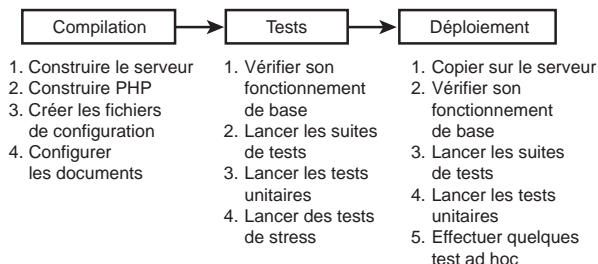 Compilation
Tests
Déploiement
1. Construire le serveur
2. Construire PHP
3. Créer les fichiers
de configuration
4. Configurer
les documents
1. Vérifier son
fonctionnement
de base
2. Lancer les suites
de tests
3. Lancer les tests
unitaires
4. Lancer des tests
de stress
1. Copier sur le serveur
2. Vérifier son
fonctionnement
de base
3. Lancer les suites
de tests
4. Lancer les tests
unitaires
5. Effectuer quelques
test ad hoc